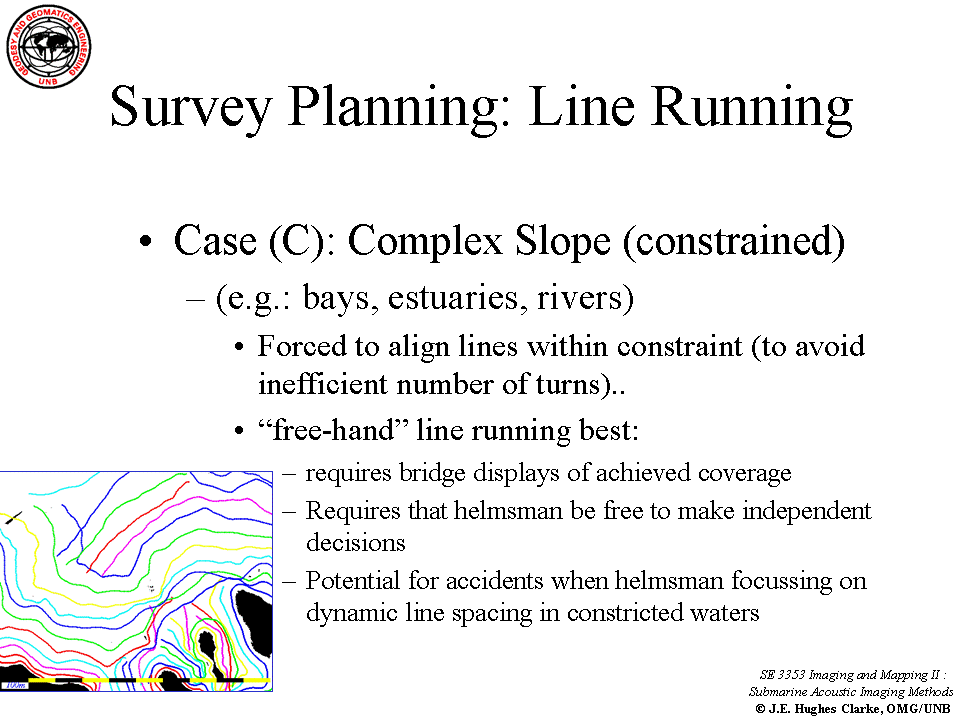 GEODESY AND GEOMATICS ENGINEERING
UNB
Survey Planning: Line Running
• Case (C): Complex Slope (constrained)
– (e.g.: bays, estuaries, rivers)
• Forced to align lines within constraint (to avoid
inefficient number of turns)..
• “free-hand” line running best:
– requires bridge displays of achieved coverage
– Requires that helmsman be free to make independent
decisions
– Potential for accidents when helmsman focussing on
dynamic line spacing in constricted waters
100m
SE 3353 Imaging and Mapping II :
Submarine Acoustic Imaging Methods
© J.E. Hughes Clarke, OMG/UNB